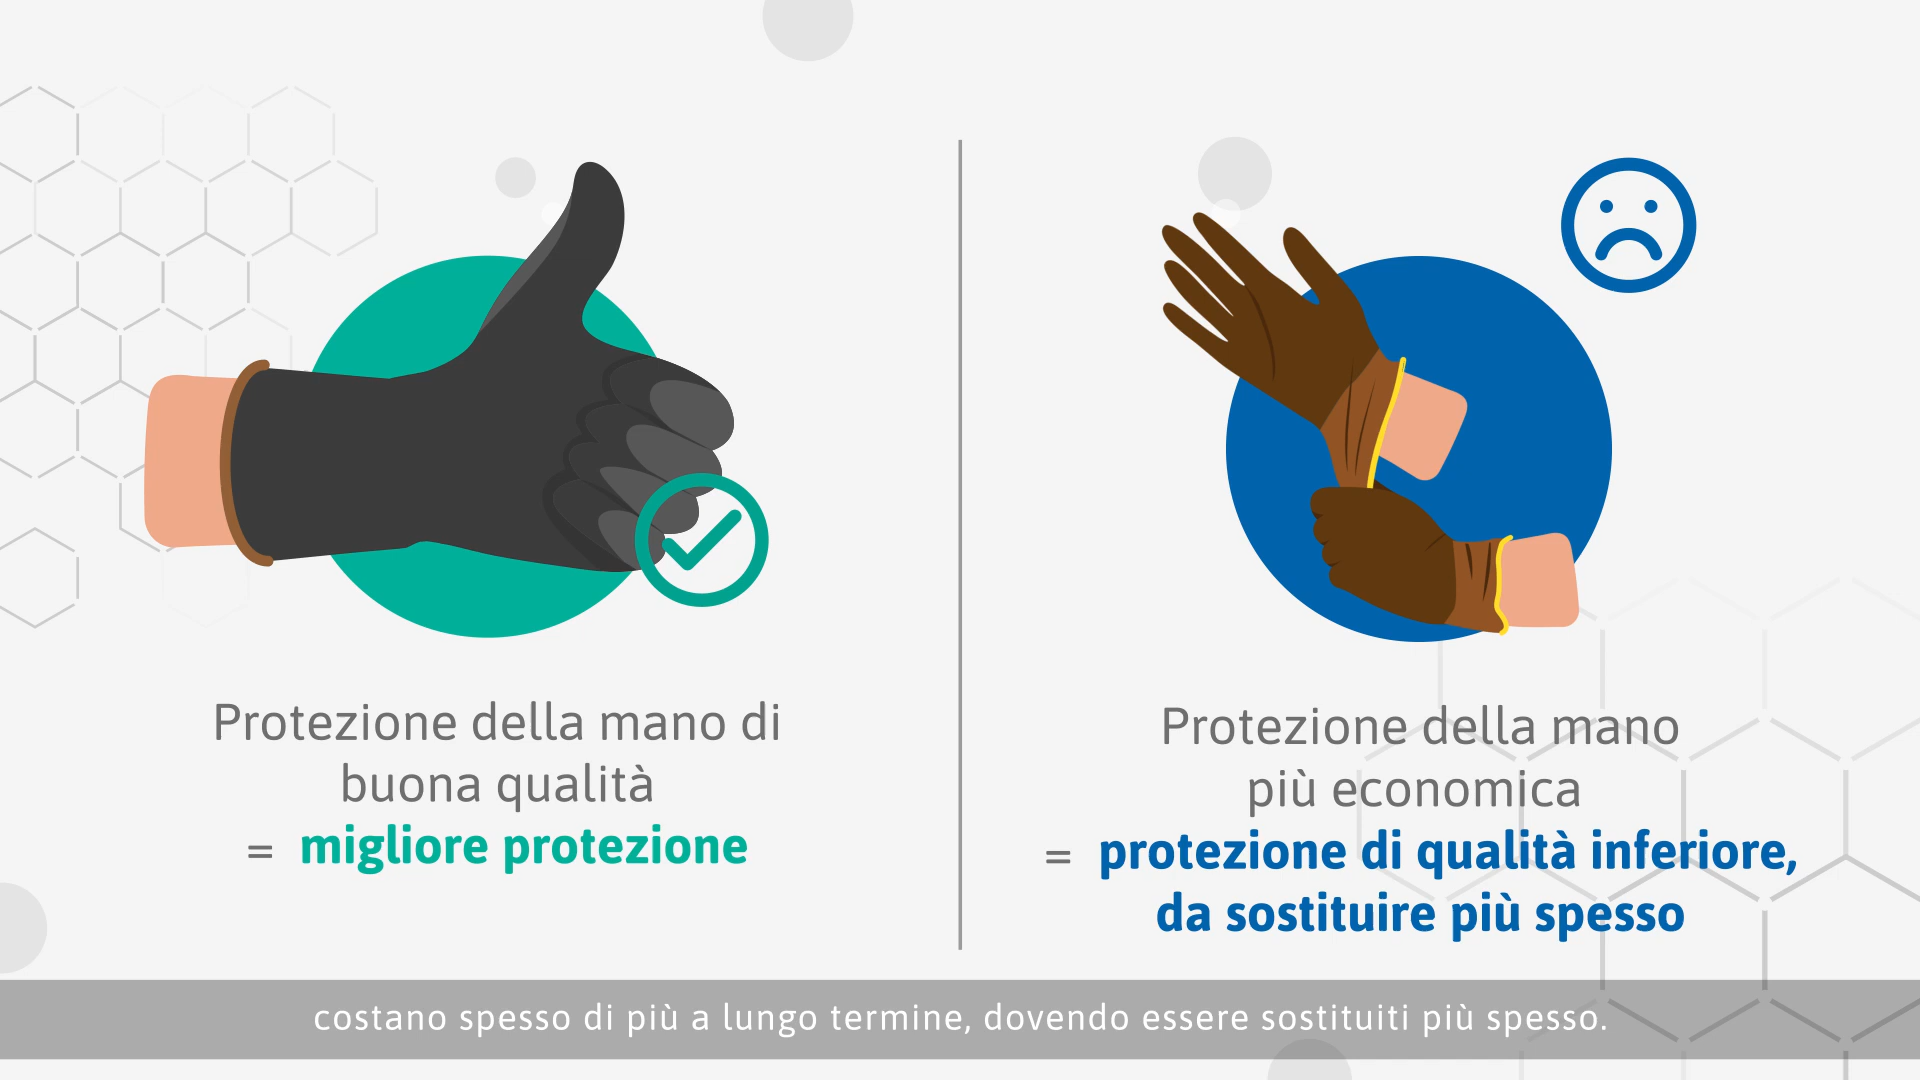 Protezione della mano di
buona qualità
= migliore protezione
Protezione della mano
più economica
= protezione di qualità inferiore,
da sostituire più spesso
costano spesso di più a lungo termine, dovendo essere sostituiti più spesso.